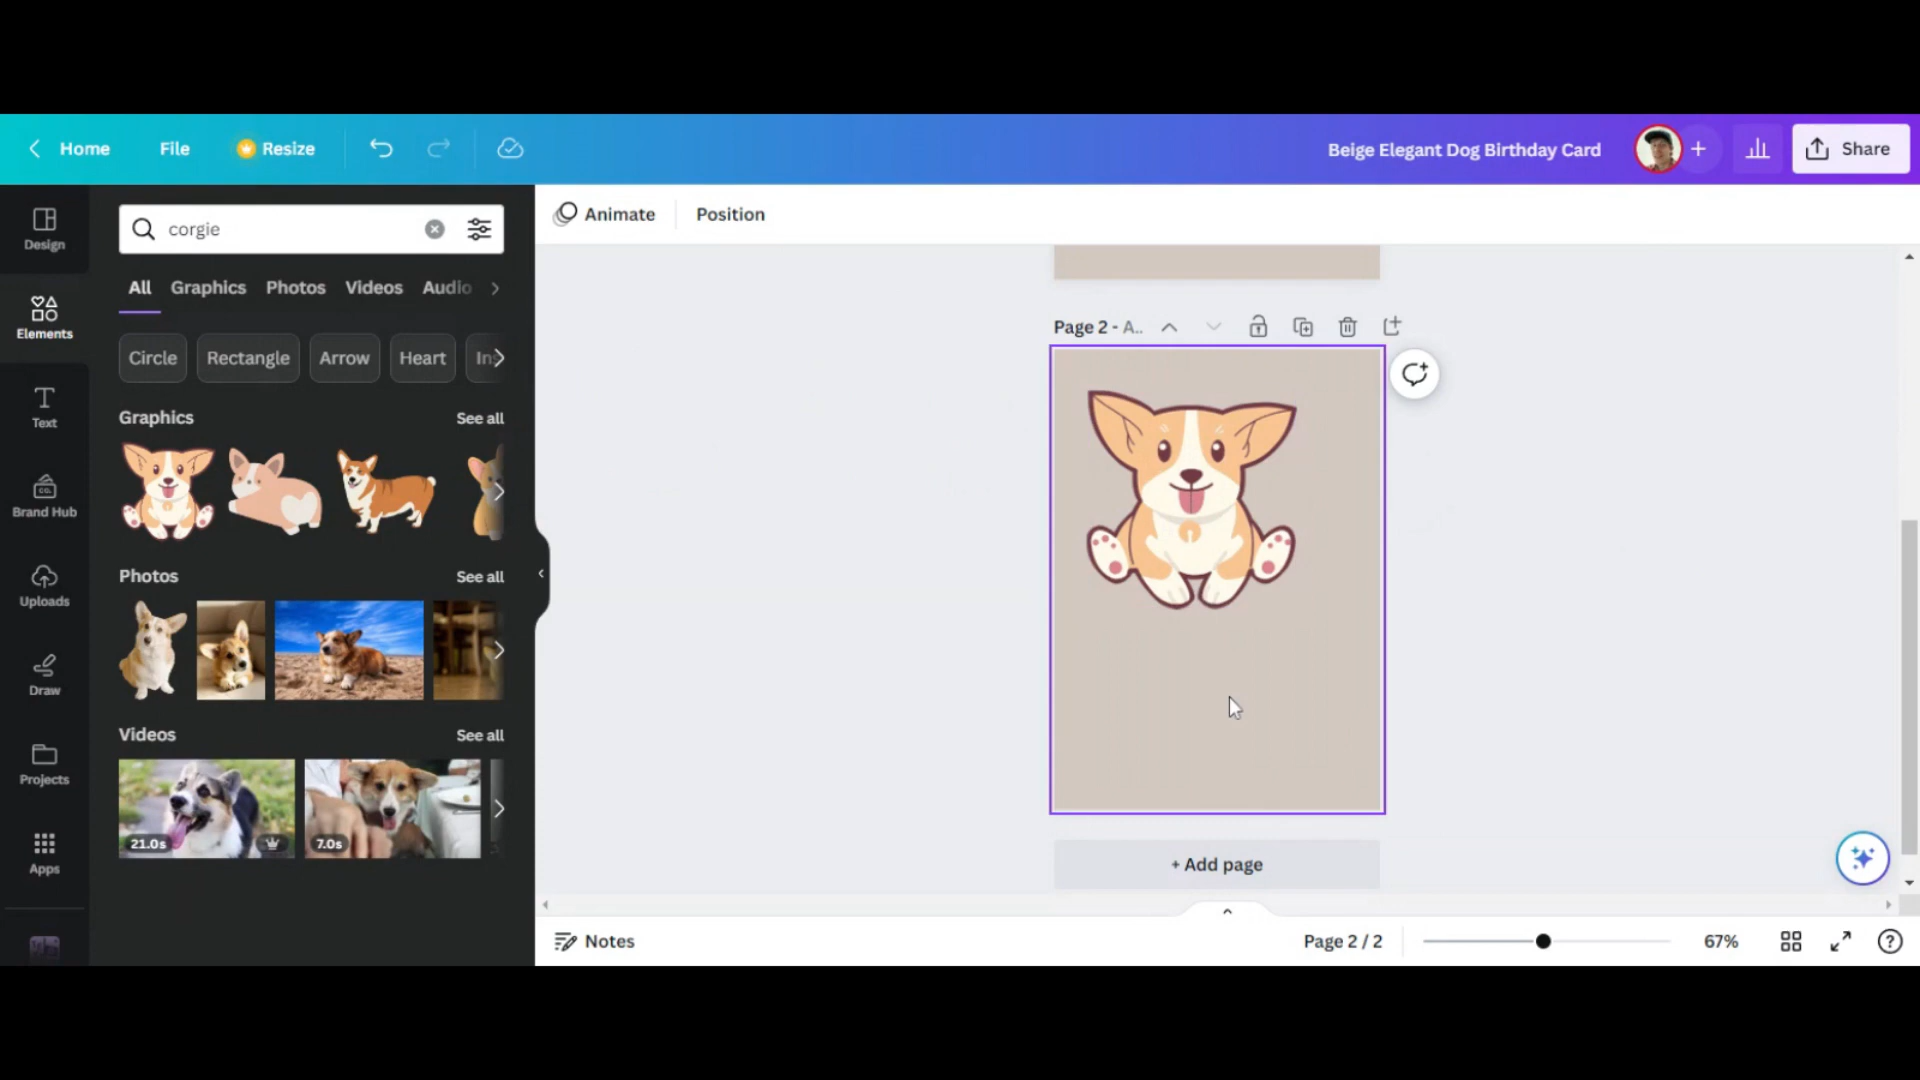 Home
File
Resize
Beige Elegant Dog Birthday Card
Share
Design
Elements
Text
Brand Hub
Uploads
Draw
Projects
Apps
corgie
All
Graphics
Photos
Videos
Audio
Circle
Rectangle
Arrow
Heart
Graphics
See all
Photos
See all
Videos
See all
21.0s
7.0s
Animate
Position
Page 2 - A..
+ Add page
Notes
Page 2 / 2
67%